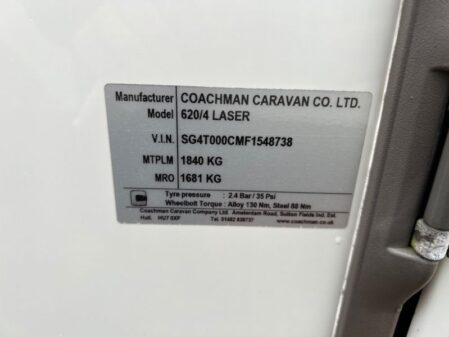 Manufacturer COACHMAN CARAVAN CO. LTD.
Model 620/4 LASER
V.I.N. SG4T000CMF1548738
MTPLM 1840 KG
MRO 1681 KG
Tyre pressure : 2.4 Bar / 35 Psi
Wheelbolt Torque : Alloy 130 Nm, Steel 88 Nm
Coachman Caravan Company Ltd. Amsterdam Road, Sutton Fields Ind. Est.
Hull. HU7 0XF Tel. 01482 839737 www.coachman.co.uk